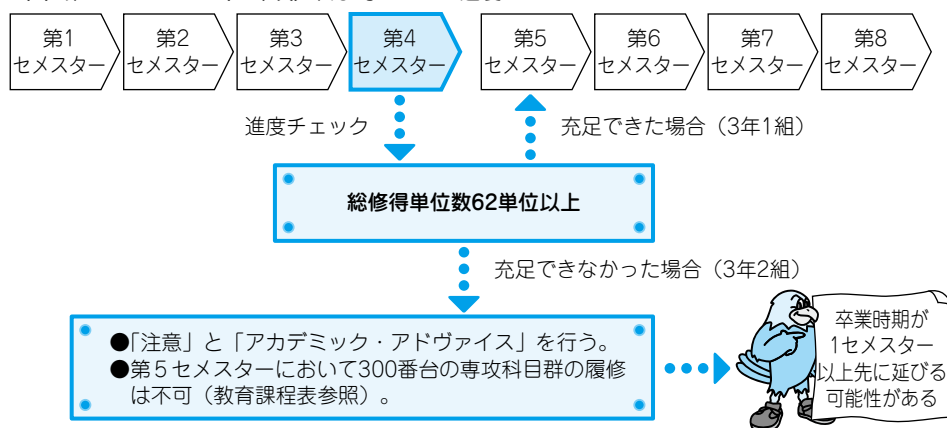 第1
セメスター
第2
セメスター
第3
セメスター
第4
セメスター
第5
セメスター
第6
セメスター
第7
セメスター
第8
セメスター
進度チェック
充足できた場合（3年1組）
総修得単位数62単位以上
充足できなかった場合（3年2組）
●「注意」と「アカデミック・アドヴァイス」を行う。
●第５セメスターにおいて300番台の専攻科目群の履修
は不可（教育課程表参照）。
卒業時期が
1セメスター
以上先に延びる
可能性がある